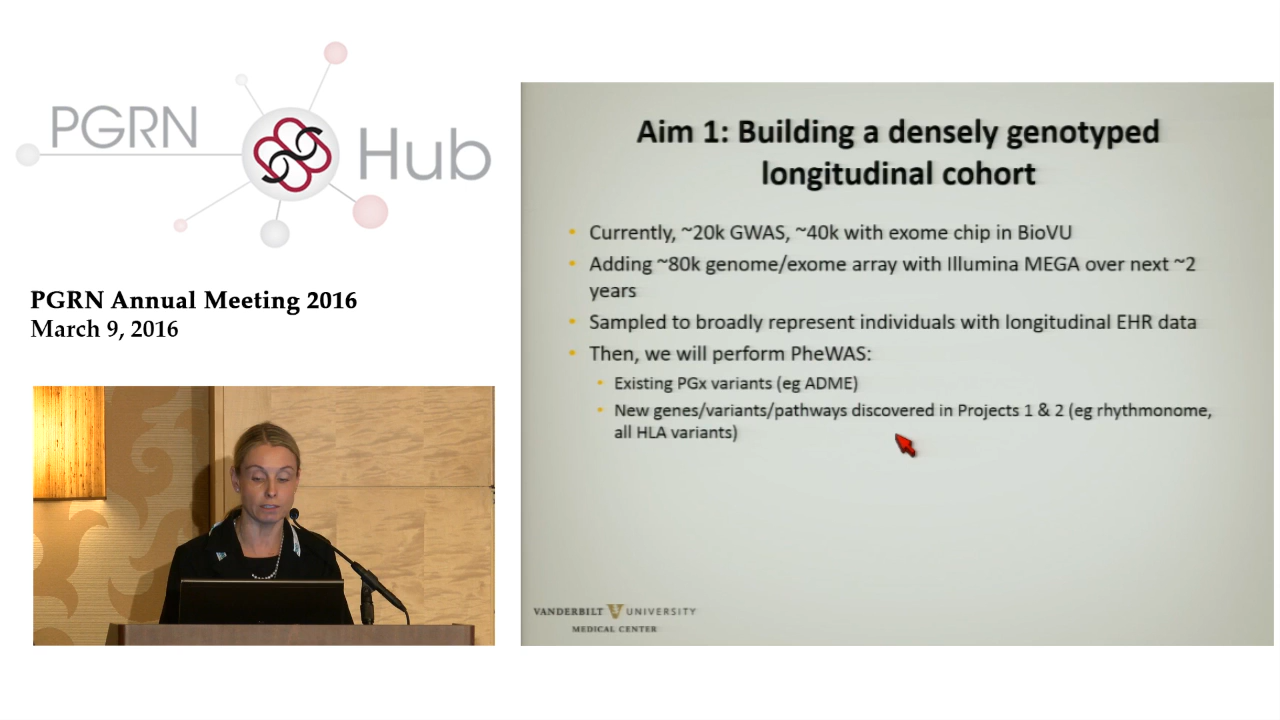 PGRN
Hub
PGRN Annual Meeting 2016
March 9, 2016
Aim 1: Building a densely genotyped
longitudinal cohort
• Currently, ~20k GWAS, ~40k with exome chip in BioVU
• Adding ~80k genome/exome array with Illumina MEGA over next ~2
years
• Sampled to broadly represent individuals with longitudinal EHR data
• Then, we will perform PheWAS:
• Existing PGx variants (eg ADME)
• New genes/variants/pathways discovered in Projects 1 & 2 (eg rhythmonome,
all HLA variants)
VANDERBILT V UNIVERSITY
MEDICAL CENTER